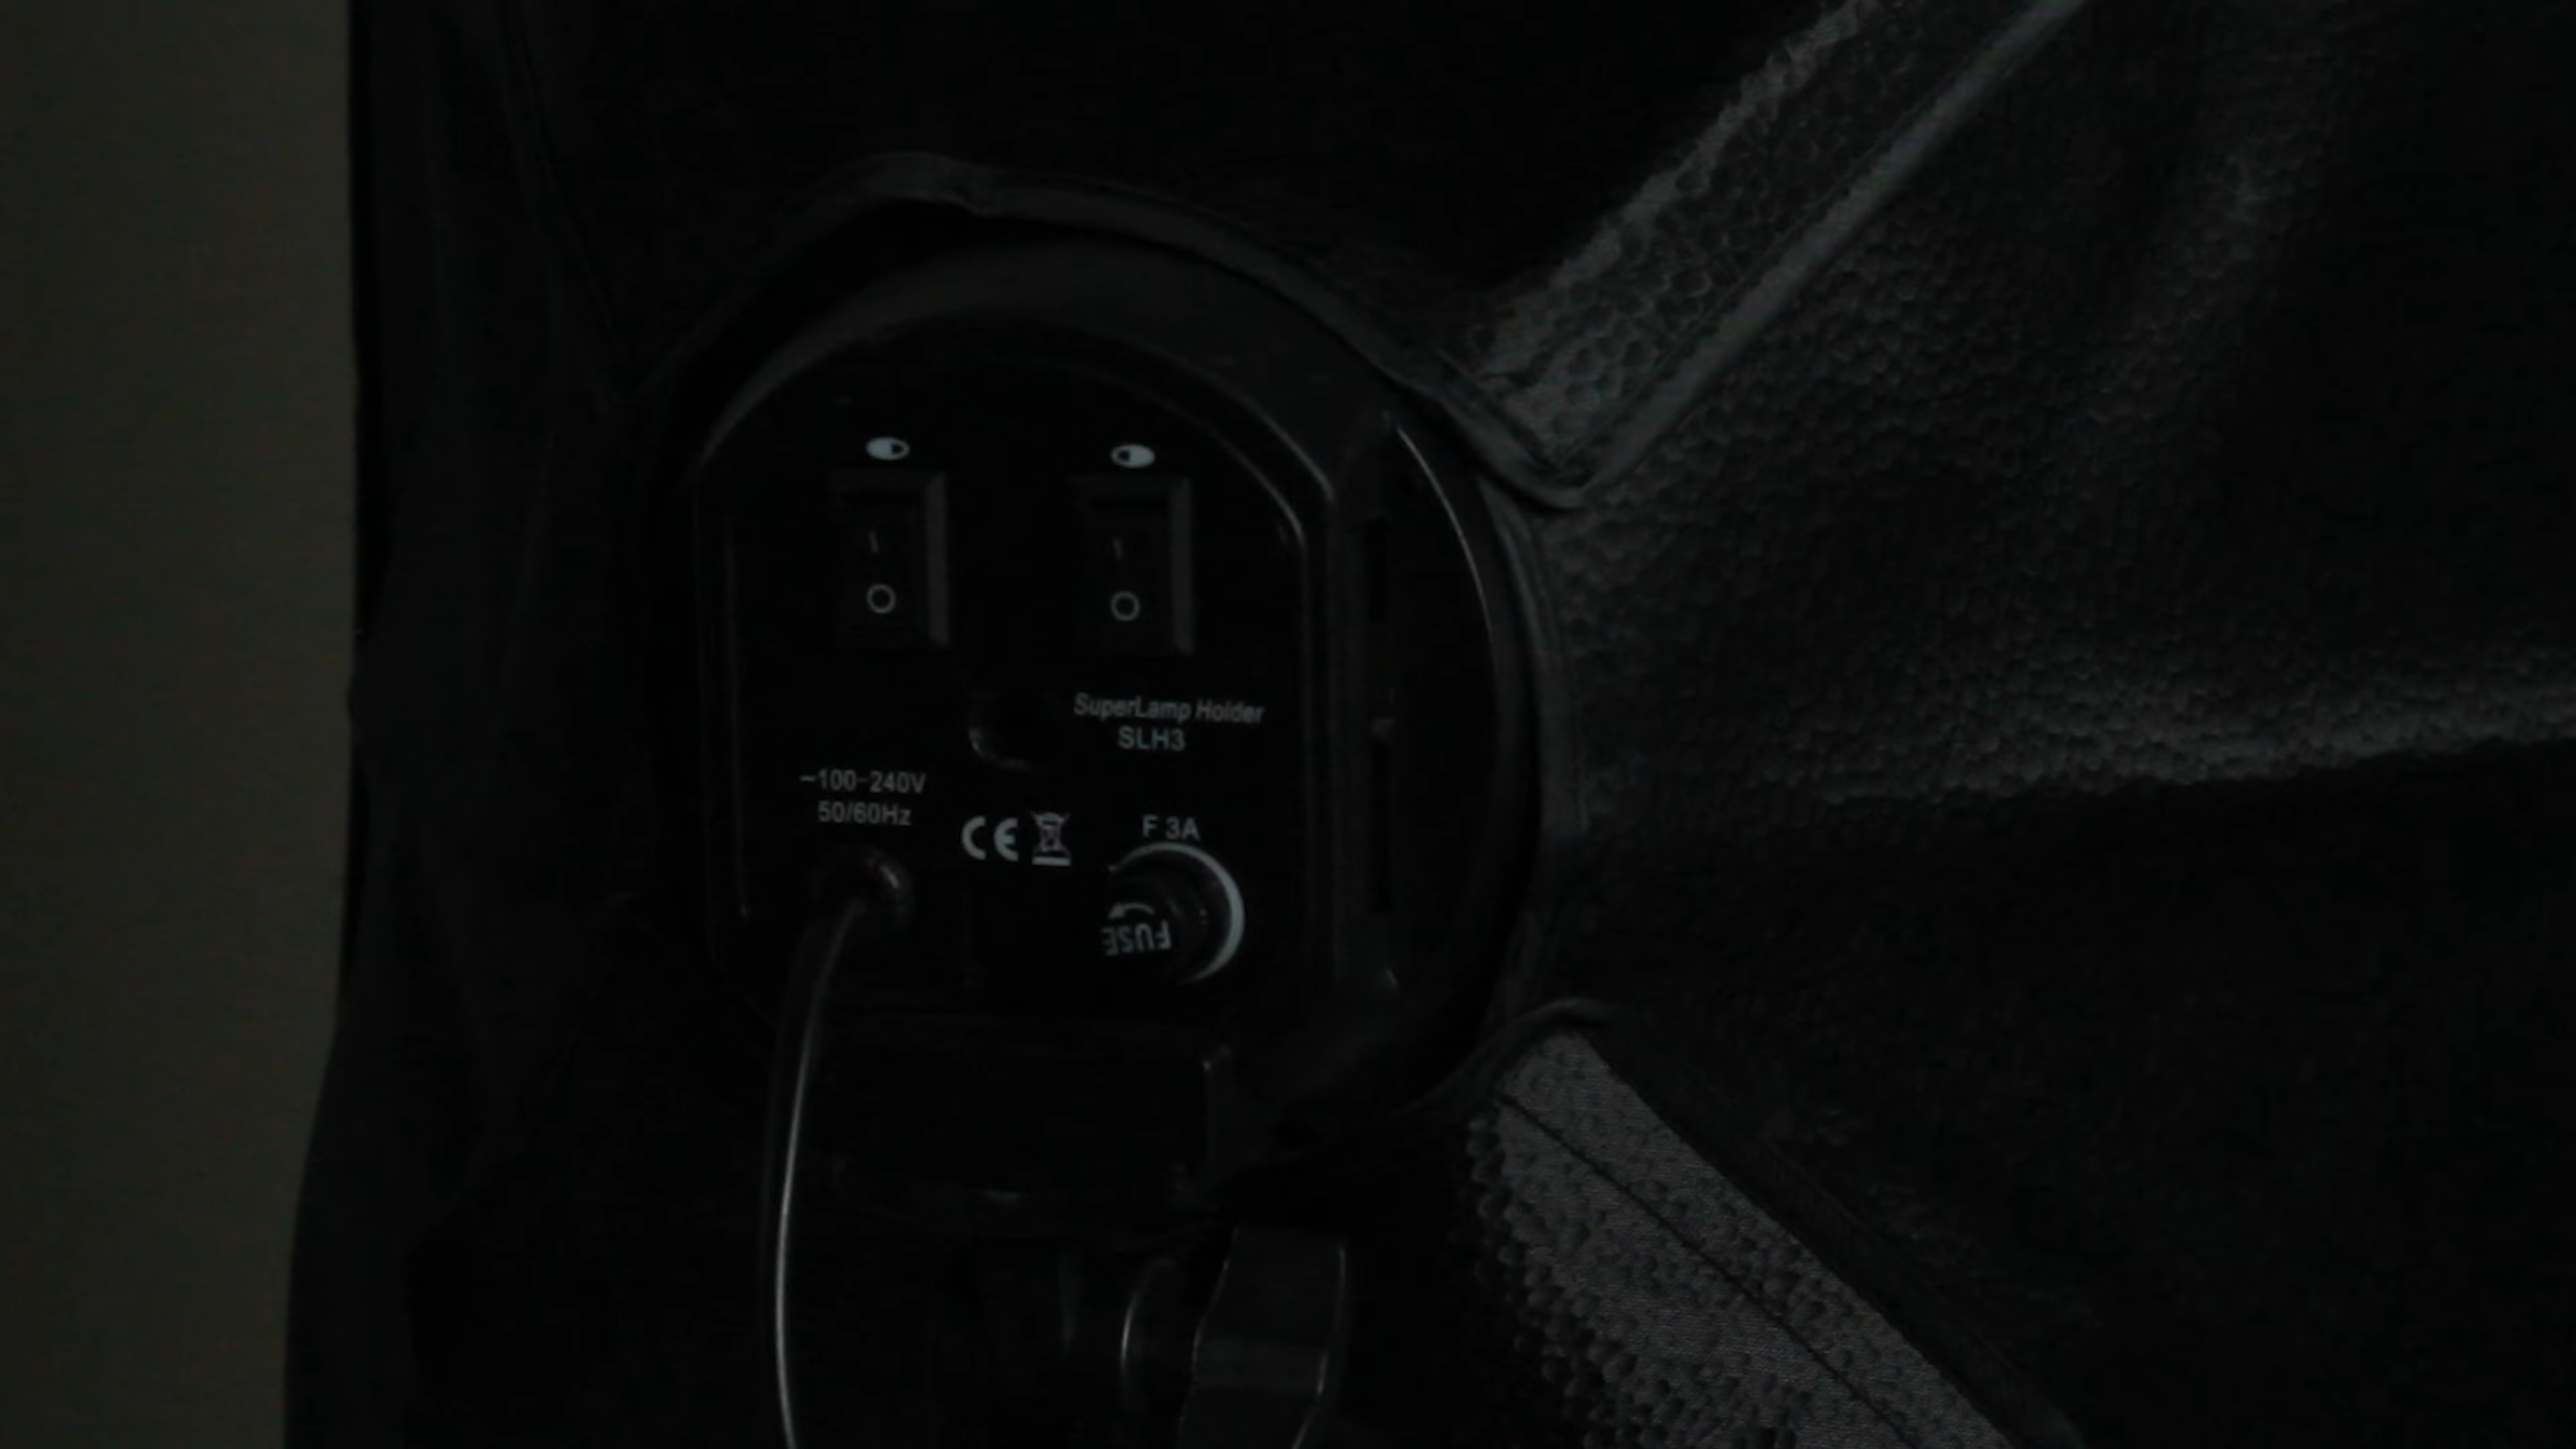 I
O
I
O
SuperLamp Holder
SLH3
~100-240V
50/60Hz
CE
F 3A
FUSE